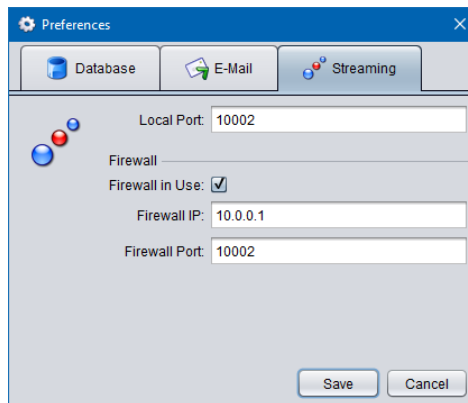 Preferences
Database E-Mail Streaming
Local Port: 10002
Firewall
Firewall in Use:
Firewall IP: 10.0.0.1
Firewall Port: 10002
Save Cancel